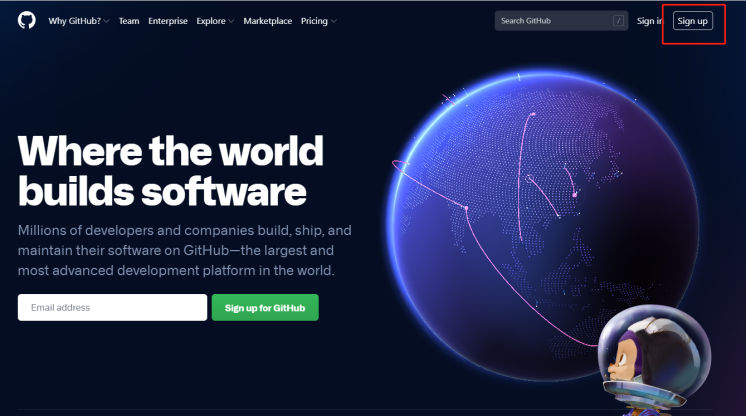 Why GitHub? Team Enterprise Explore Marketplace Pricing Search GitHub / Sign in Sign up
Where the world
builds software
Millions of developers and companies build, ship, and
maintain their software on GitHub—the largest and
most advanced development platform in the world.
Email address Sign up for GitHub